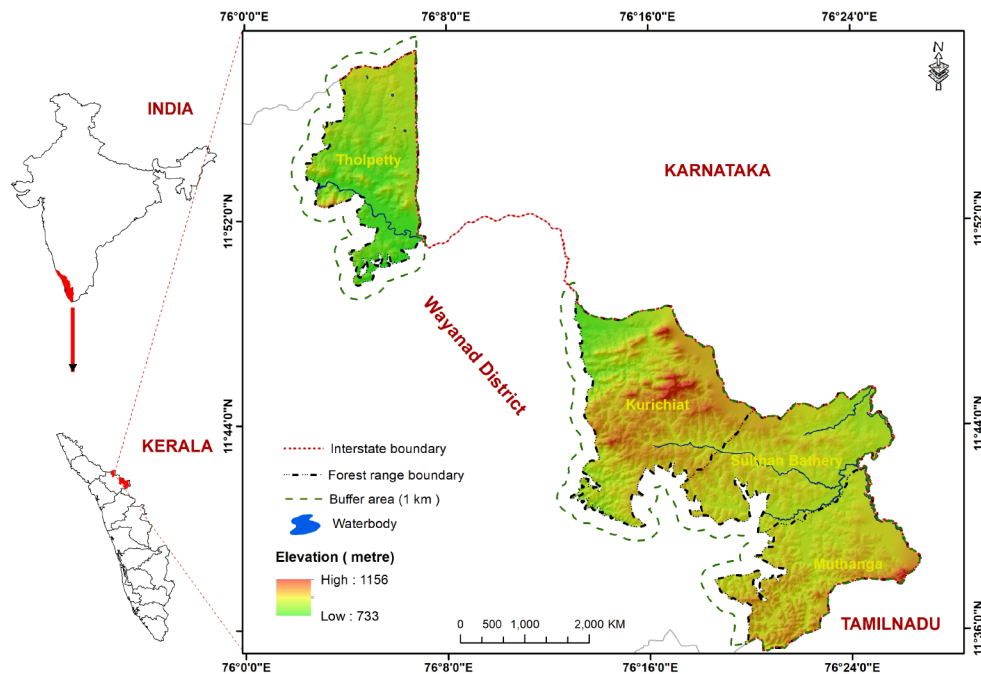 76°0'0"E 76°8'0"E 76°16'0"E 76°24'0"E
N
INDIA
Tholpetty
KARNATAKA
11°52'0"N 11°52'0"N
Wayanad District
Kurichiat
KERALA
11°44'0"N 11°44'0"N
Sulthan Bathery
Interstate boundary
Forest range boundary
Buffer area (1 km )
Waterbody
Elevation ( metre)
High : 1156
Low : 733
Muthanga
0 500 1,000 2,000 KM
TAMILNADU
11°36'0"N
76°0'0"E 76°8'0"E 76°16'0"E 76°24'0"E